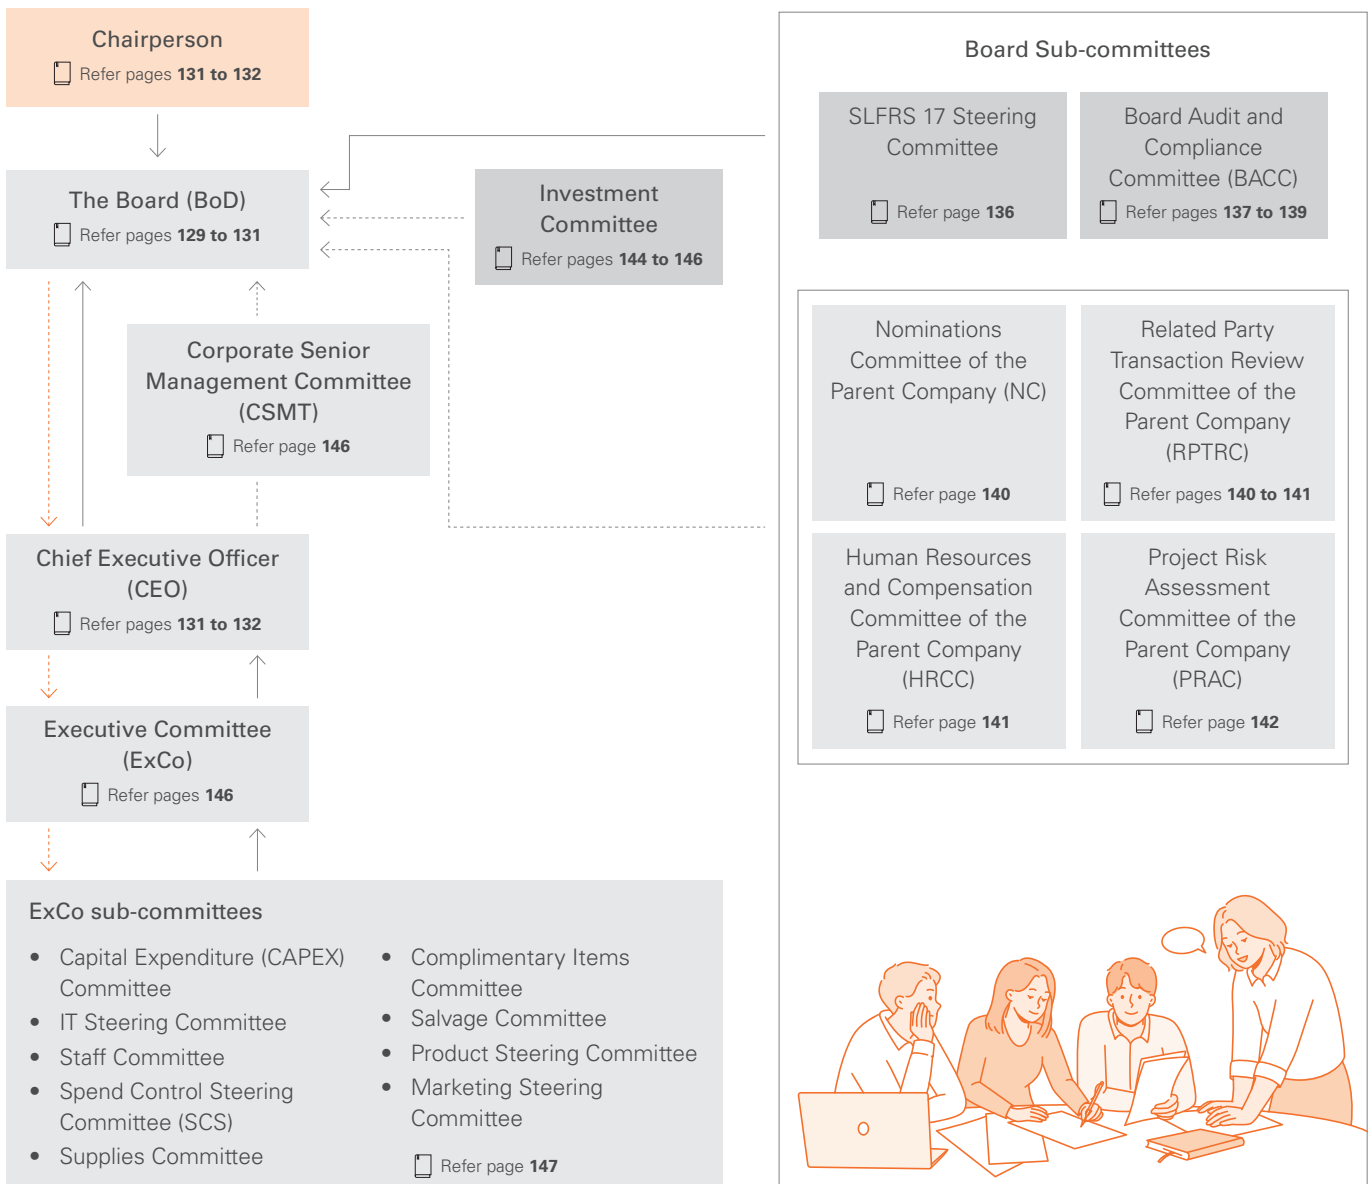 Chairperson
Refer pages 131 to 132
The Board (BoD)
Refer pages 129 to 131
Investment
Committee
Refer pages 144 to 146
Corporate Senior
Management Committee
(CSMT)
Refer page 146
Chief Executive Officer
(CEO)
Refer pages 131 to 132
Executive Committee
(ExCo)
Refer pages 146
ExCo sub-committees
• Capital Expenditure (CAPEX)
Committee
• IT Steering Committee
• Staff Committee
• Spend Control Steering
Committee (SCS)
• Supplies Committee
• Complimentary Items
Committee
• Salvage Committee
• Product Steering Committee
• Marketing Steering
Committee
Refer page 147
Board Sub-committees
SLFRS 17 Steering
Committee
Refer page 136
Board Audit and
Compliance
Committee (BACC)
Refer pages 137 to 139
Nominations
Committee of the
Parent Company (NC)
Refer page 140
Related Party
Transaction Review
Committee of the
Parent Company
(RPTRC)
Refer pages 140 to 141
Human Resources
and Compensation
Committee of the
Parent Company
(HRCC)
Refer page 141
Project Risk
Assessment
Committee of the
Parent Company
(PRAC)
Refer page 142